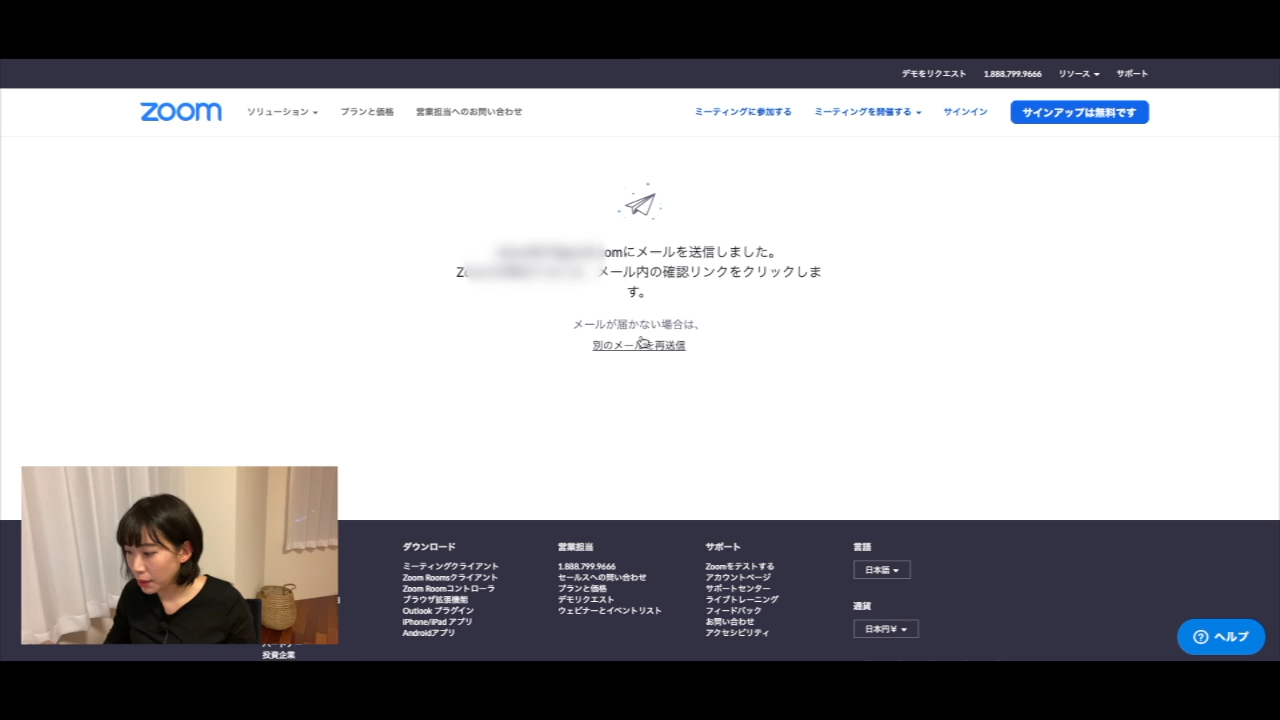 デモをリクエスト 1.888.799.9666 リソース サポート
zoom ソリューション プランと価格 営業担当へのお問い合わせ ミーティングに参加する ミーティングを開催する サインイン サインアップは無料です
omにメールを送信しました。
メール内の確認リンクをクリックしま
す。
メールが届かない場合は、
別のメールを再送信
ダウンロード
ミーティングクライアント
Zoom Roomsクライアント
Zoom Roomコントローラ
ブラウザ拡張機能
Outlook プラグイン
iPhone/iPad アプリ
Androidアプリ
営業担当
1.888.799.9666
セールスへの問い合わせ
プランと価格
デモリクエスト
ウェビナーとイベントリスト
サポート
Zoomをテストする
アカウントページ
サポートセンター
ライブトレーニング
フィードバック
お問い合わせ
アクセシビリティ
言語
日本語
通貨
日本円¥
投資企業
ヘルプ